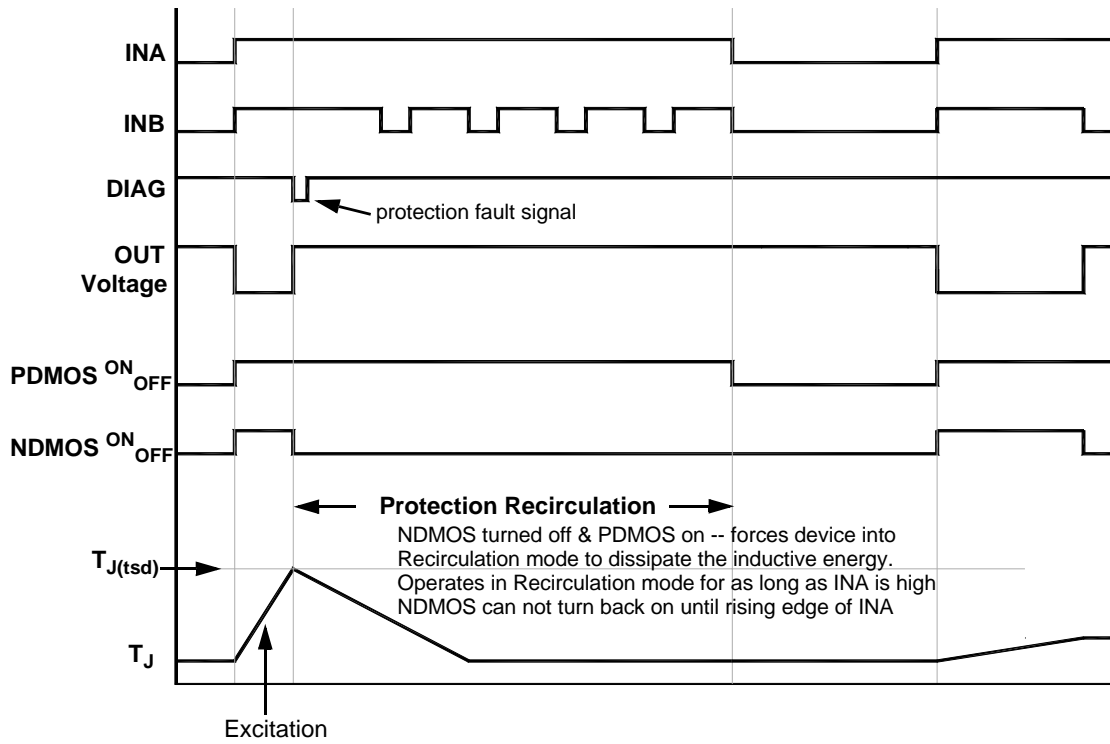 INA
INB
DIAG
protection fault signal
OUT
Voltage
PDMOS ON OFF
NDMOS ON OFF
Protection Recirculation
NDMOS turned off & PDMOS on -- forces device into
Recirculation mode to dissipate the inductive energy.
Operates in Recirculation mode for as long as INA is high
NDMOS can not turn back on until rising edge of INA
TJ(tsd)
TJ
Excitation